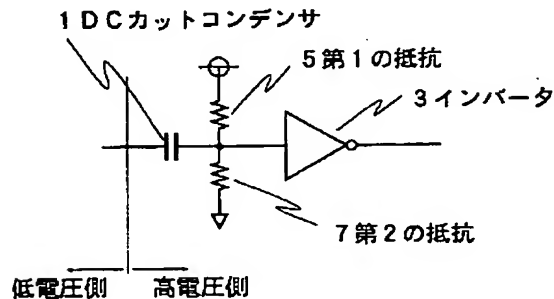 1DCカットコンデンサ
5第1の抵抗
3インバータ
7第2の抵抗
低電圧側
高電圧側